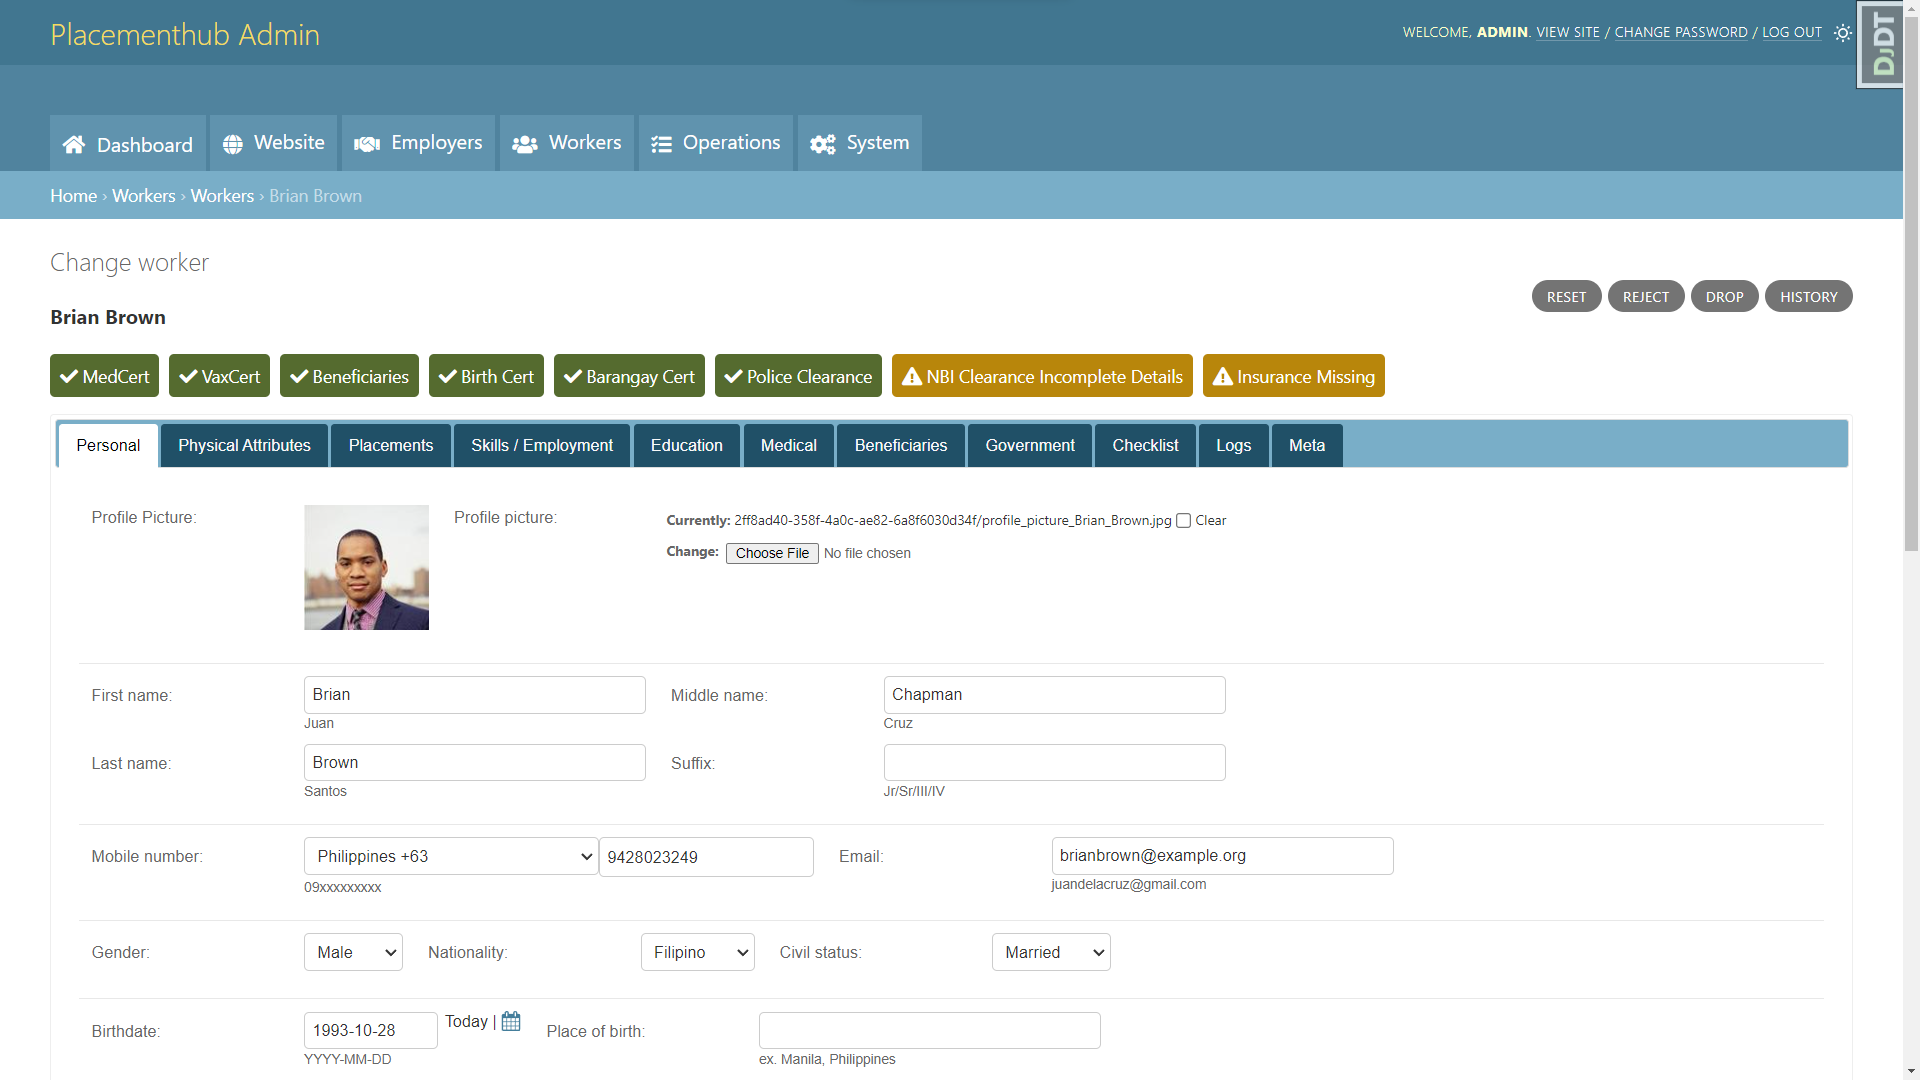 Placementhub Admin
WELCOME, ADMIN. VIEW SITE / CHANGE PASSWORD / LOG OUT
DjDT
Dashboard
Website
Employers
Workers
Operations
System
Home › Workers › Workers › Brian Brown
Change worker
RESET
REJECT
DROP
HISTORY
Brian Brown
MedCert
VaxCert
Beneficiaries
Birth Cert
Barangay Cert
Police Clearance
NBI Clearance Incomplete Details
Insurance Missing
Personal
Physical Attributes
Placements
Skills / Employment
Education
Medical
Beneficiaries
Government
Checklist
Logs
Meta
Profile Picture:
Profile picture:
Currently: 2ff8ad40-358f-4a0c-ae82-6a8f6030d34f/profile_picture_Brian_Brown.jpg Clear
Change: Choose File No file chosen
First name:
Brian
Juan
Middle name:
Chapman
Cruz
Last name:
Brown
Santos
Suffix:
Jr/Sr/III/IV
Mobile number:
Philippines +63
9428023249
09xxxxxxxxx
Email:
brianbrown@example.org
juandelacruz@gmail.com
Gender:
Male
Nationality:
Filipino
Civil status:
Married
Birthdate:
1993-10-28
Today |
YYYY-MM-DD
Place of birth:
ex. Manila, Philippines